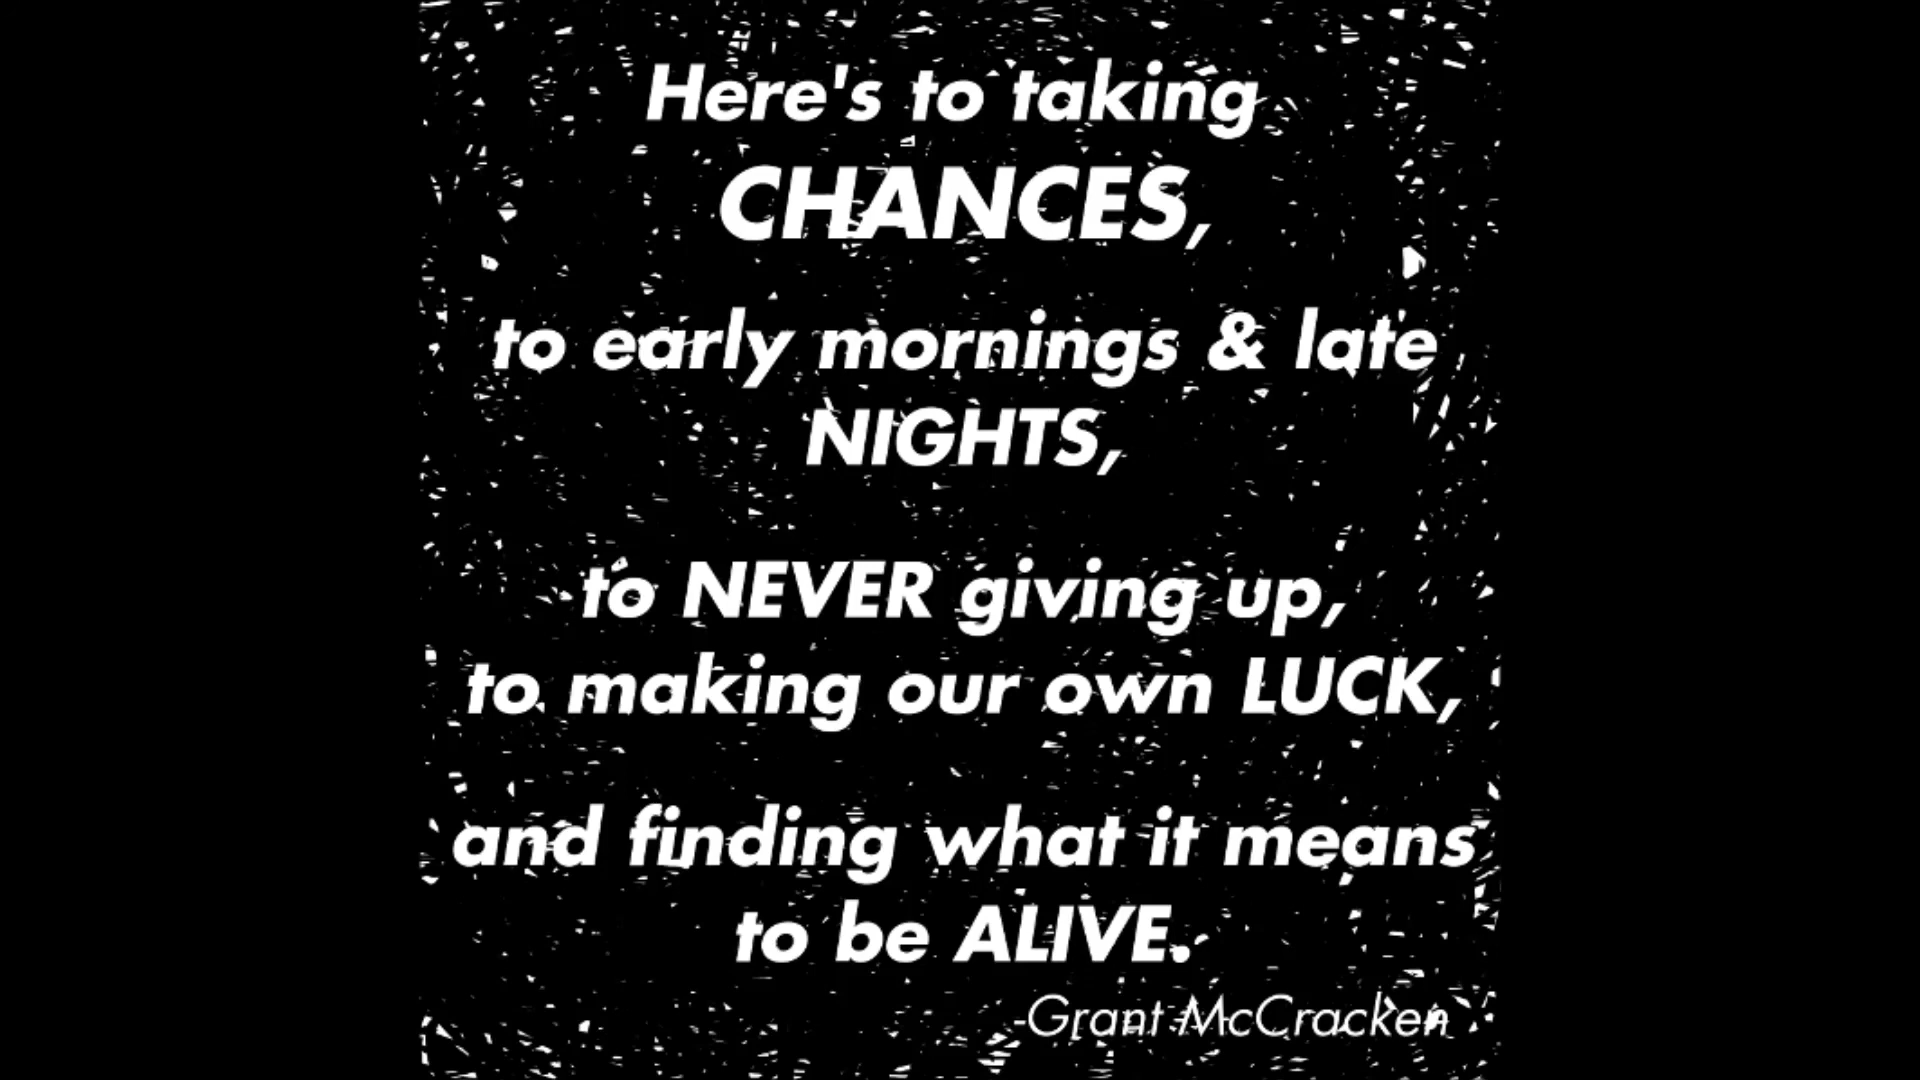 Here's to taking
CHANCES,
to early mornings & late
NIGHTS,
to NEVER giving up,
to making our own LUCK,
and finding what it means
to be ALIVE.
-Grant McCracken